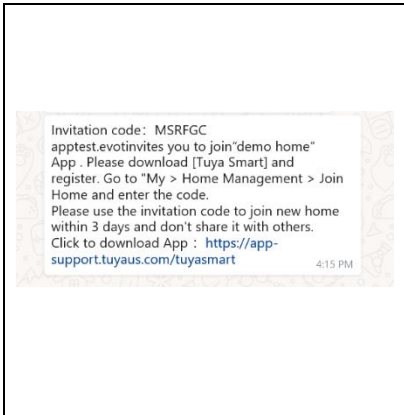 Invitation code： MSRFGC
apptest.evotinvites you to join"demo home"
App . Please download [Tuya Smart] and
register. Go to "My > Home Management > Join
Home and enter the code.
Please use the invitation code to join new home
within 3 days and don't share it with others.
Click to download App： https://app-
support.tuyaus.com/tuyasmart
4:15 PM